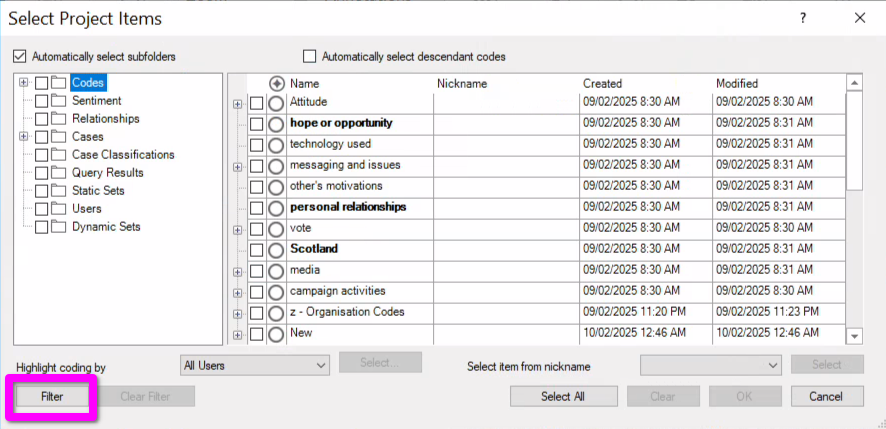 Select Project Items
? ×
Automatically select subfolders
Automatically select descendant codes
Codes
Sentiment
Relationships
Cases
Case Classifications
Query Results
Static Sets
Users
Dynamic Sets
Name Nickname Created Modified
Attitude 09/02/2025 8:30 AM 09/02/2025 8:30 AM
hope or opportunity 09/02/2025 8:30 AM 09/02/2025 8:31 AM
technology used 09/02/2025 8:30 AM 09/02/2025 8:30 AM
messaging and issues 09/02/2025 8:30 AM 09/02/2025 8:31 AM
other's motivations 09/02/2025 8:30 AM 09/02/2025 8:31 AM
personal relationships 09/02/2025 8:30 AM 09/02/2025 8:31 AM
vote 09/02/2025 8:30 AM 09/02/2025 8:30 AM
Scotland 09/02/2025 8:30 AM 09/02/2025 8:31 AM
media 09/02/2025 8:30 AM 09/02/2025 8:31 AM
campaign activities 09/02/2025 8:30 AM 09/02/2025 8:30 AM
z - Organisation Codes 09/02/2025 11:20 PM 09/02/2025 11:23 PM
New 10/02/2025 12:46 AM 10/02/2025 12:46 AM
Highlight coding by All Users Select... Select item from nickname Select
Filter Clear Filter Select All Clear OK Cancel